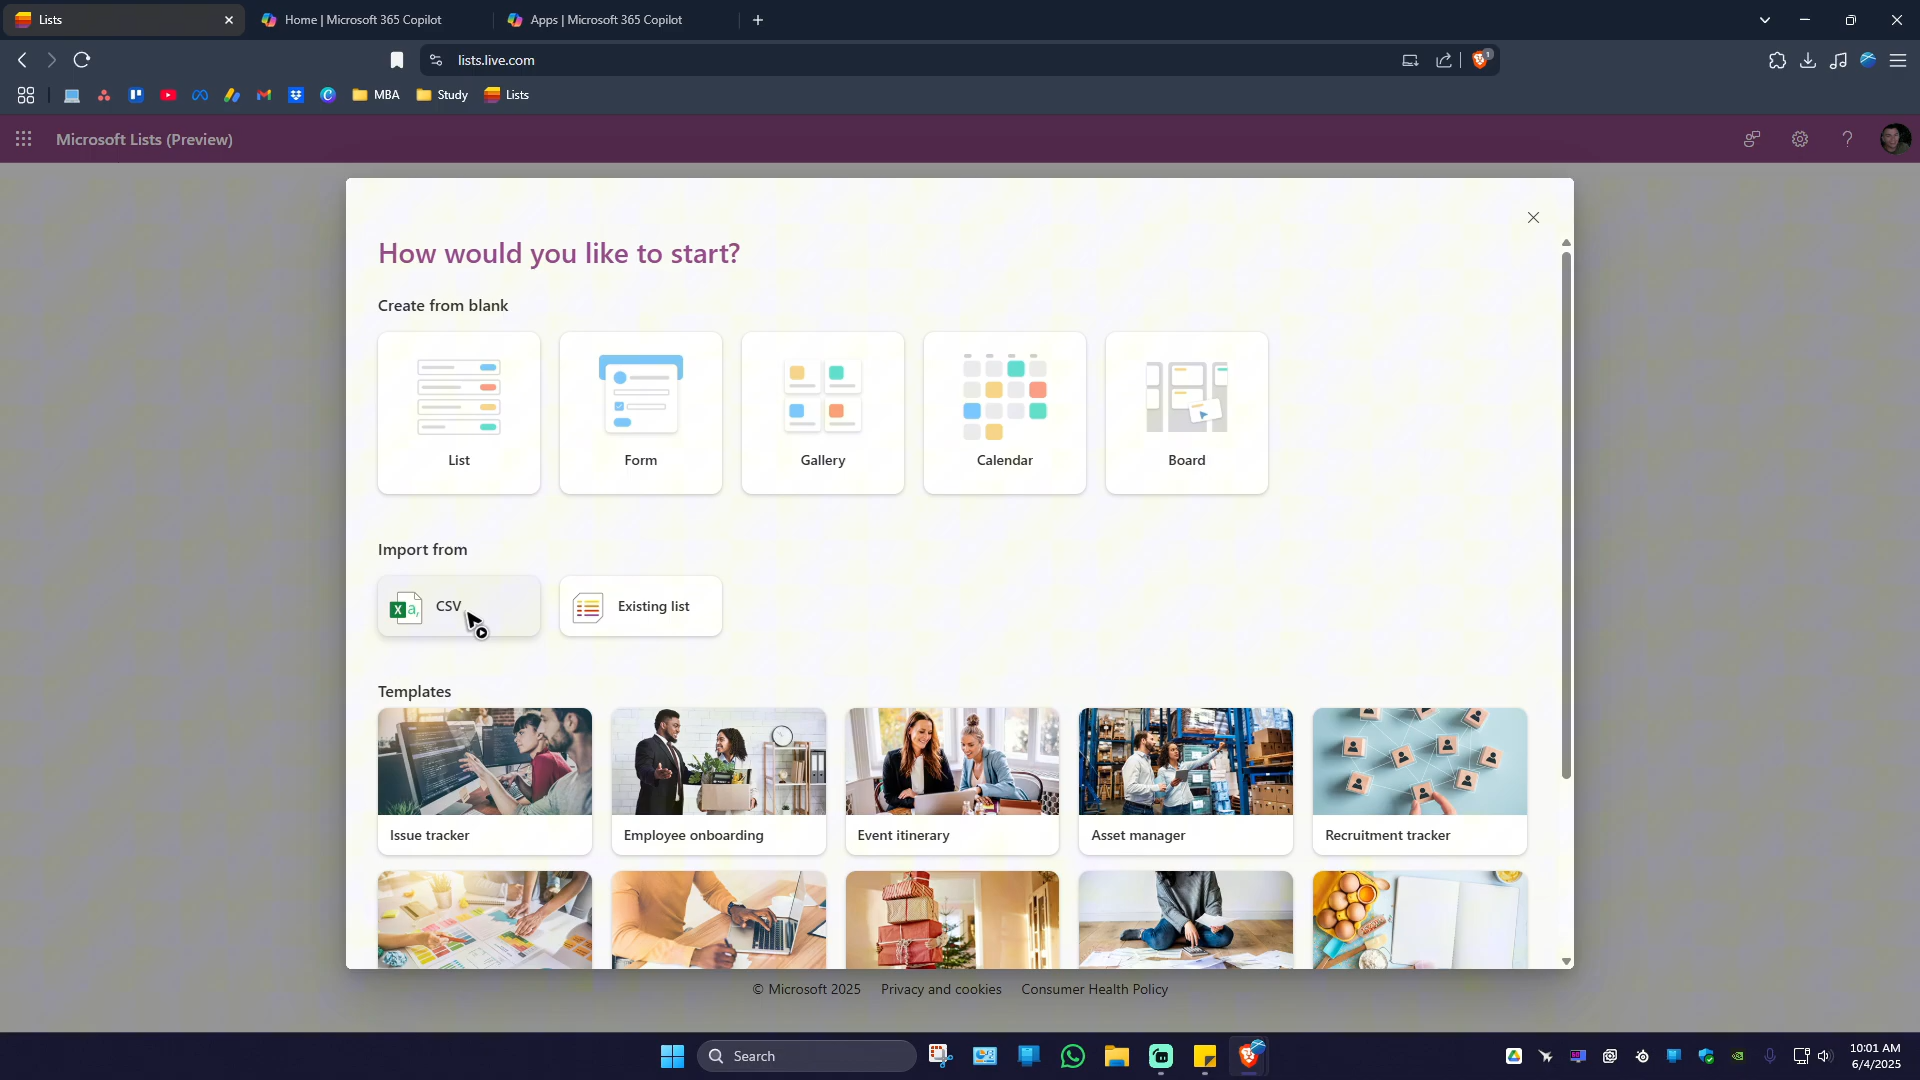 Lists
Home | Microsoft 365 Copilot
Apps | Microsoft 365 Copilot
lists.live.com
MBA
Study
Lists
Microsoft Lists (Preview)
How would you like to start?
Create from blank
List
Form
Gallery
Calendar
Board
Import from
CSV
Existing list
Templates
Issue tracker
Employee onboarding
Event itinerary
Asset manager
Recruitment tracker
© Microsoft 2025
Privacy and cookies
Consumer Health Policy
Search
10:01 AM
6/4/2025